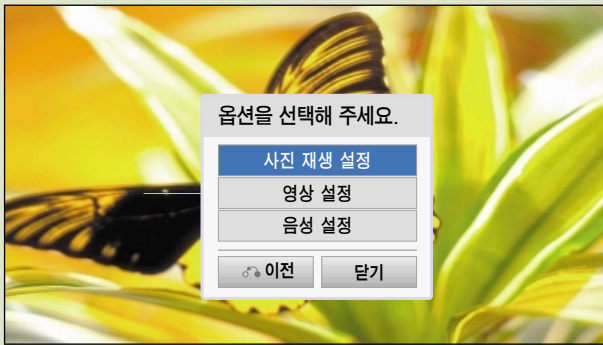 옵션을 선택해 주세요.
사진 재생 설정
영상 설정
음성 설정
이전
닫기